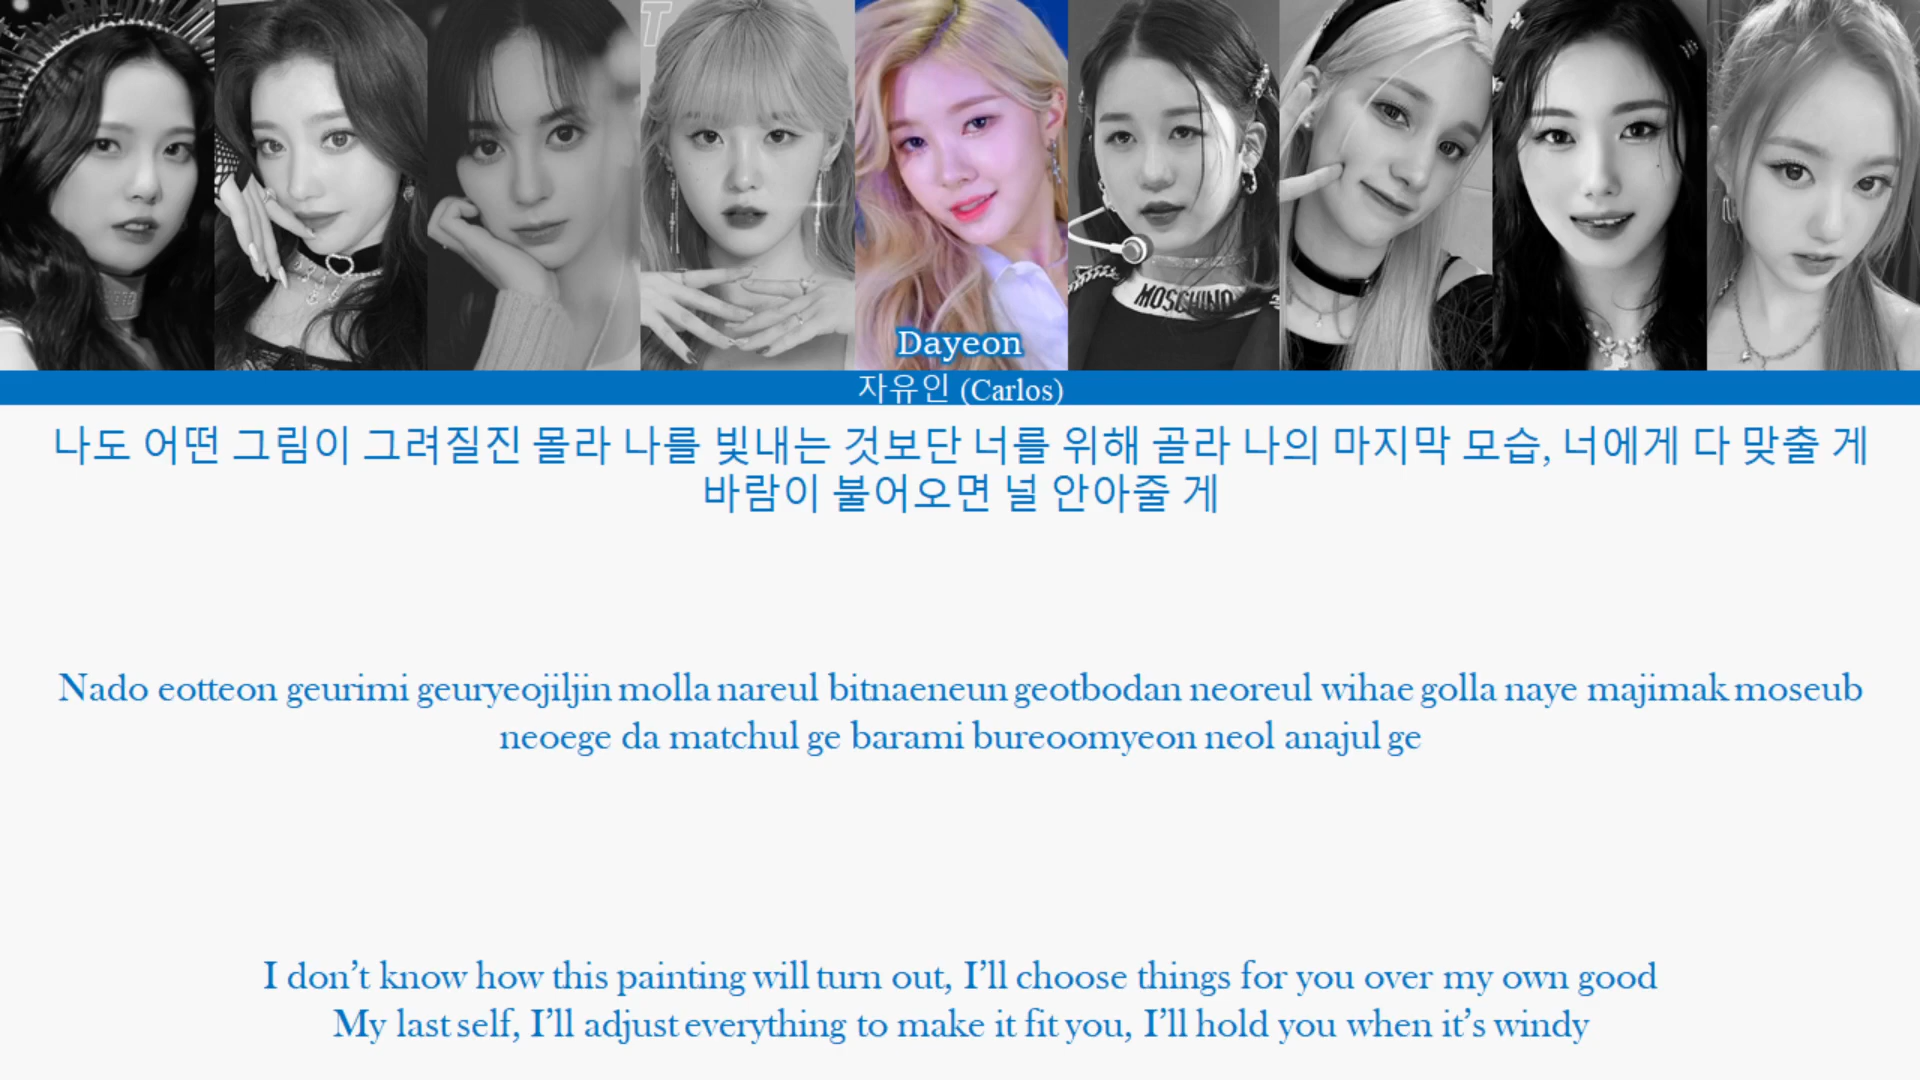 T
MOSCHINO
Dayeon
자유인 (Carlos)
나도 어떤 그림이 그려질진 몰라 나를 빛내는 것보단 너를 위해 골라 나의 마지막 모습, 너에게 다 맞출 게
바람이 불어오면 널 안아줄 게
Nado eotteon geurimi geuryeojiljin molla nareul bitnaeneun geotbodan neoreul wihae golla naye majimak moseub
neoege da matchul ge barami bureoomyeon neol anajul ge
I don’t know how this painting will turn out, I’ll choose things for you over my own good
My last self, I’ll adjust everything to make it fit you, I’ll hold you when it’s windy